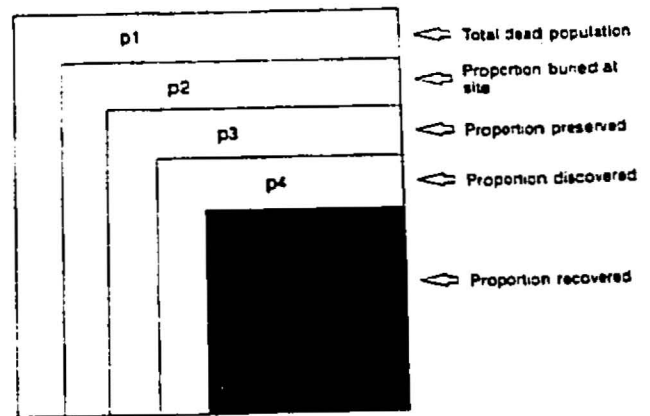 p1
Total dead population
Proportion buried at
site
p2
Proportion preserved
p3
Proportion discovered
p4
Proportion recovered